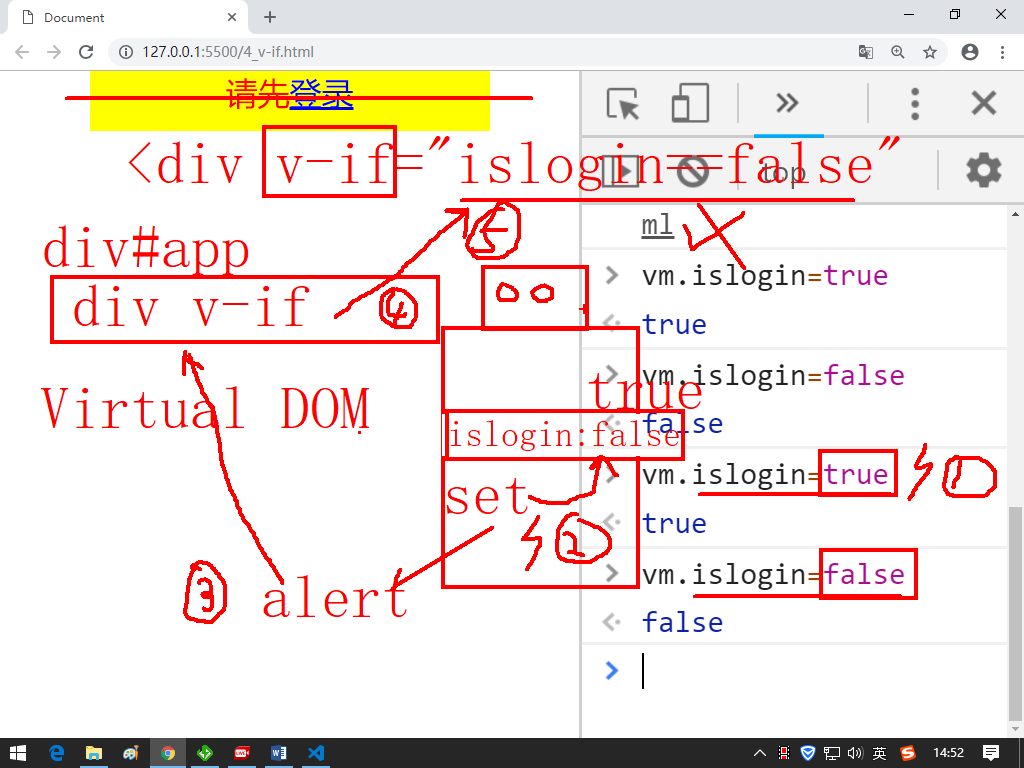 Document
127.0.0.1:5500/4_v-if.html
请先登录
<div v-if="islogin==false"
top
ml
div#app
div v-if
Virtual DOM
alert
true
islogin:false
set
①
②
③
④
⑤
vm.islogin=true
true
vm.islogin=false
false
vm.islogin=true
true
vm.islogin=false
false
LIVE
英
14:52